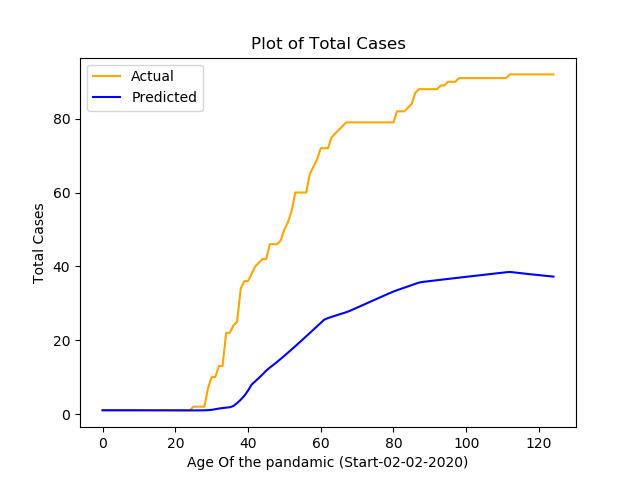 Plot of Total Cases
Actual
Predicted
Total Cases
80
60
40
20
0
0 20 40 60 80 100 120
Age Of the pandamic (Start-02-02-2020)